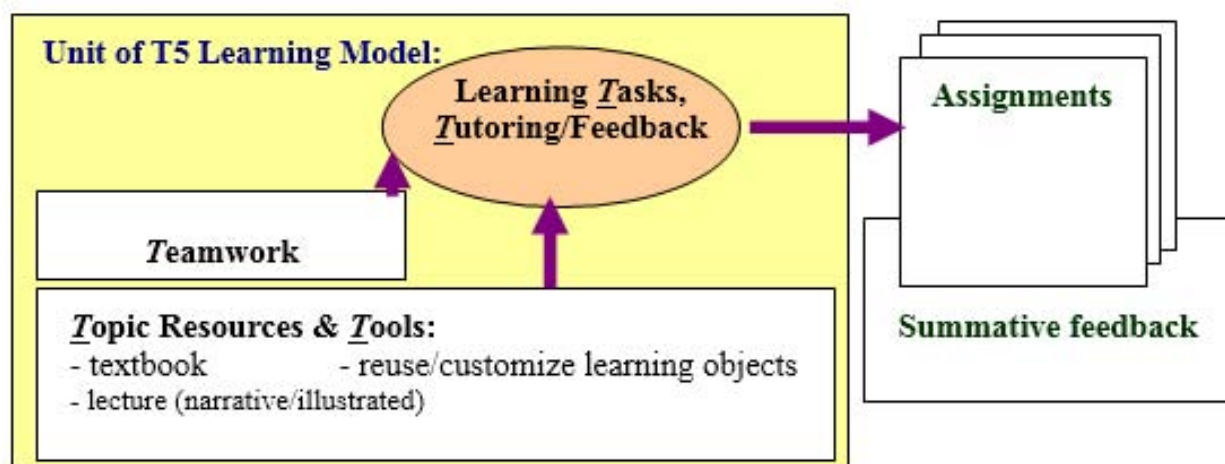 Unit of T5 Learning Model:
Learning Tasks,
Tutoring/Feedback
Assignments
Teamwork
Topic Resources & Tools:
- textbook - reuse/customize learning objects
- lecture (narrative/illustrated)
Summative feedback